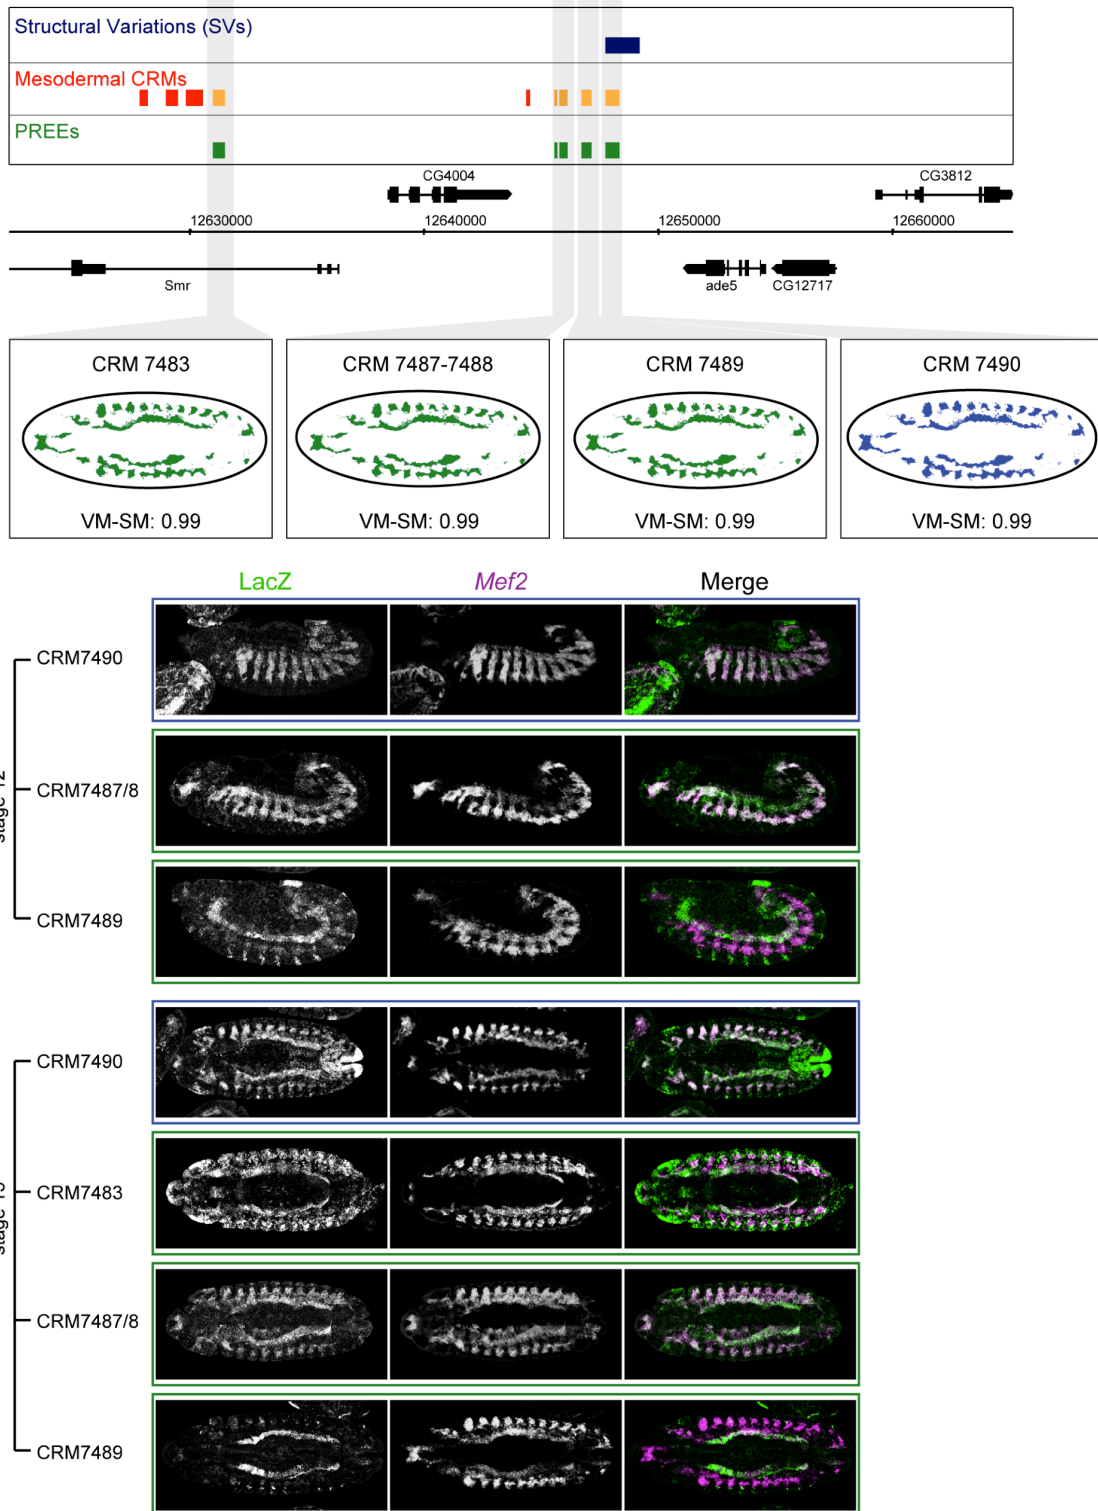 Structural Variations (SVs)
Mesodermal CRMs
PREEs
CG4004
CG3812
12630000
12640000
12650000
12660000
Smr
ade5
CG12717
CRM 7483
CRM 7487-7488
CRM 7489
CRM 7490
VM-SM: 0.99
VM-SM: 0.99
VM-SM: 0.99
VM-SM: 0.99
LacZ
Mef2
Merge
CRM7490
CRM7487/8
CRM7489
CRM7490
CRM7483
CRM7487/8
CRM7489